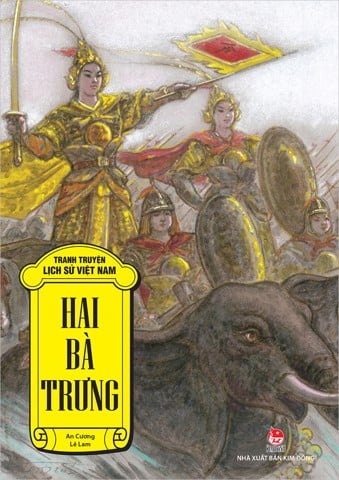 TRANH TRUYỆN
LỊCH SỬ VIỆT NAM
HAI
BÀ
TRƯNG
An Cương
Lê Lam
NHÀ XUẤT BẢN KIM ĐỒNG